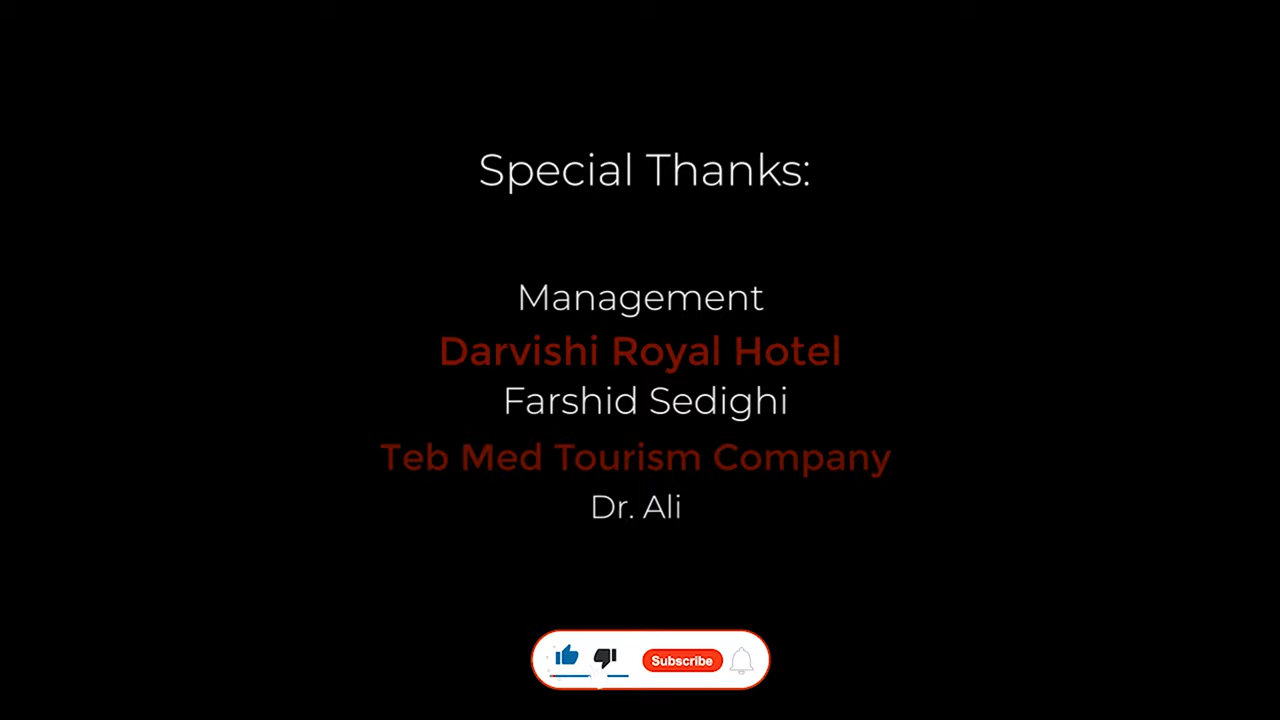 Special Thanks:
Management
Darvishi Royal Hotel
Farshid Sedighi
Teb Med Tourism Company
Dr. Ali
Subscribe